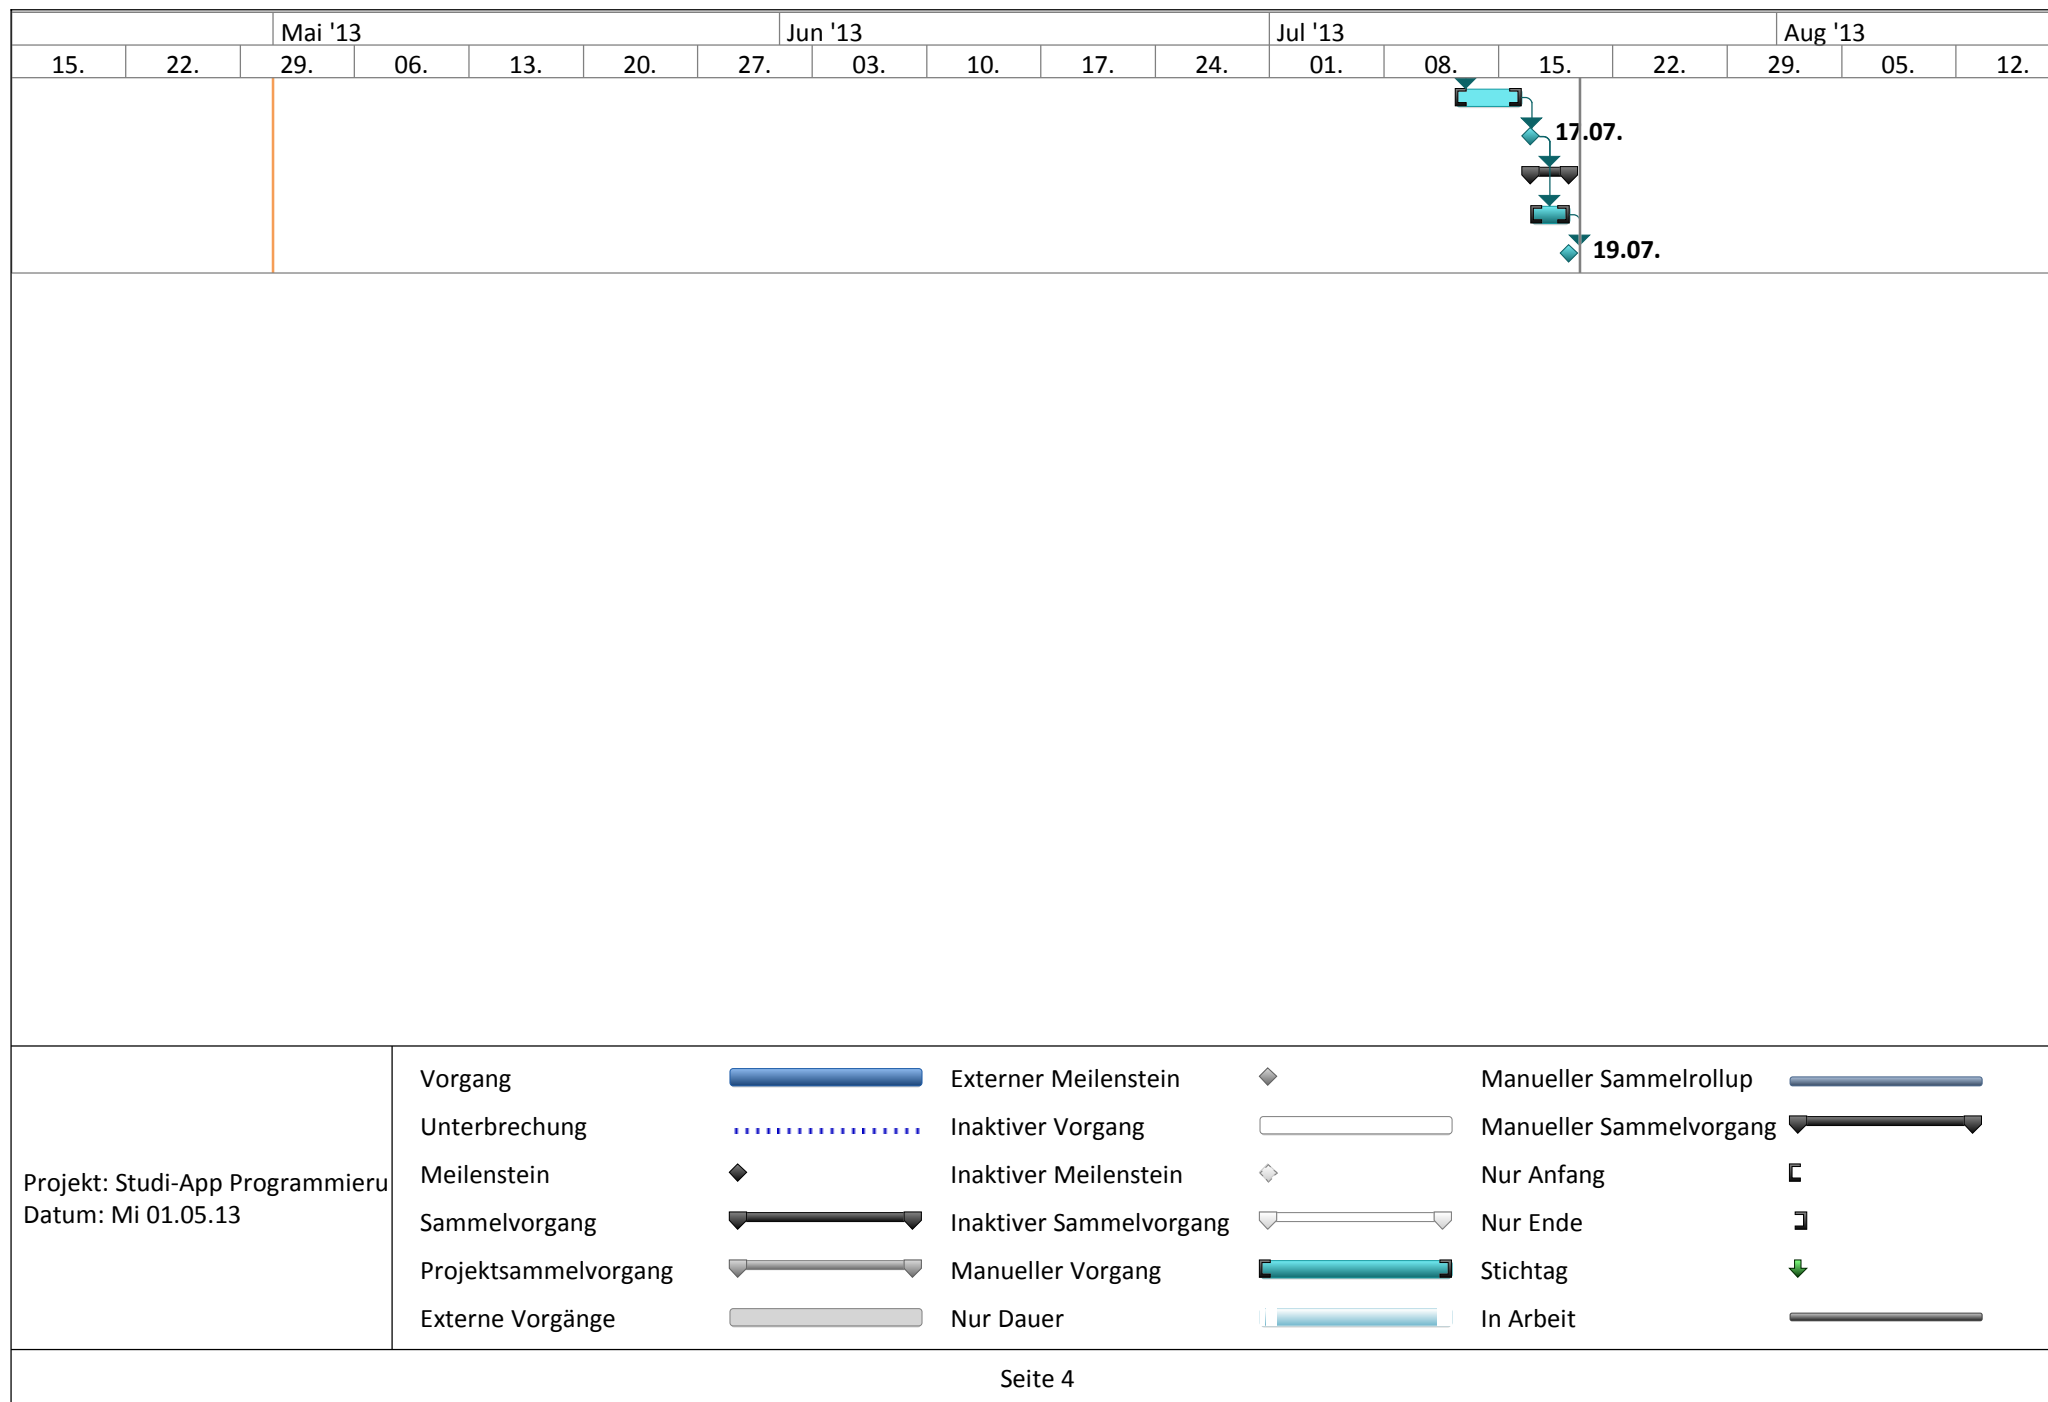 Mai '13 Jun '13 Jul '13 Aug '13
15. 22. 29. 06. 13. 20. 27. 03. 10. 17. 24. 01. 08. 15. 22. 29. 05. 12.
17.07.
19.07.
Projekt: Studi-App Programmieru
Datum: Mi 01.05.13
Vorgang
Unterbrechung
Meilenstein
Sammelvorgang
Projektsammelvorgang
Externe Vorgänge
Externer Meilenstein
Inaktiver Vorgang
Inaktiver Meilenstein
Inaktiver Sammelvorgang
Manueller Vorgang
Nur Dauer
Manueller Sammelrollup
Manueller Sammelvorgang
Nur Anfang
Nur Ende
Stichtag
In Arbeit
Seite 4